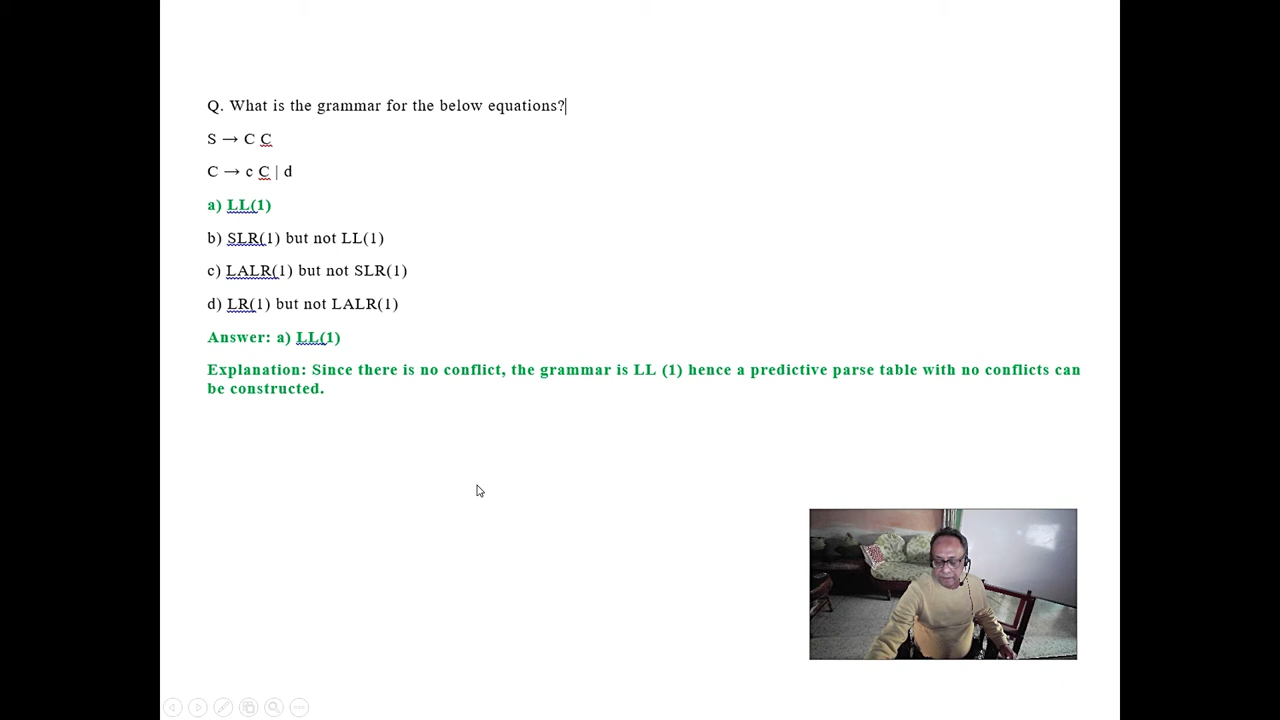 Q. What is the grammar for the below equations?
S → C C
C → c C | d
a) LL(1)
b) SLR(1) but not LL(1)
c) LALR(1) but not SLR(1)
d) LR(1) but not LALR(1)
Answer: a) LL(1)
Explanation: Since there is no conflict, the grammar is LL (1) hence a predictive parse table with no conflicts can
be constructed.